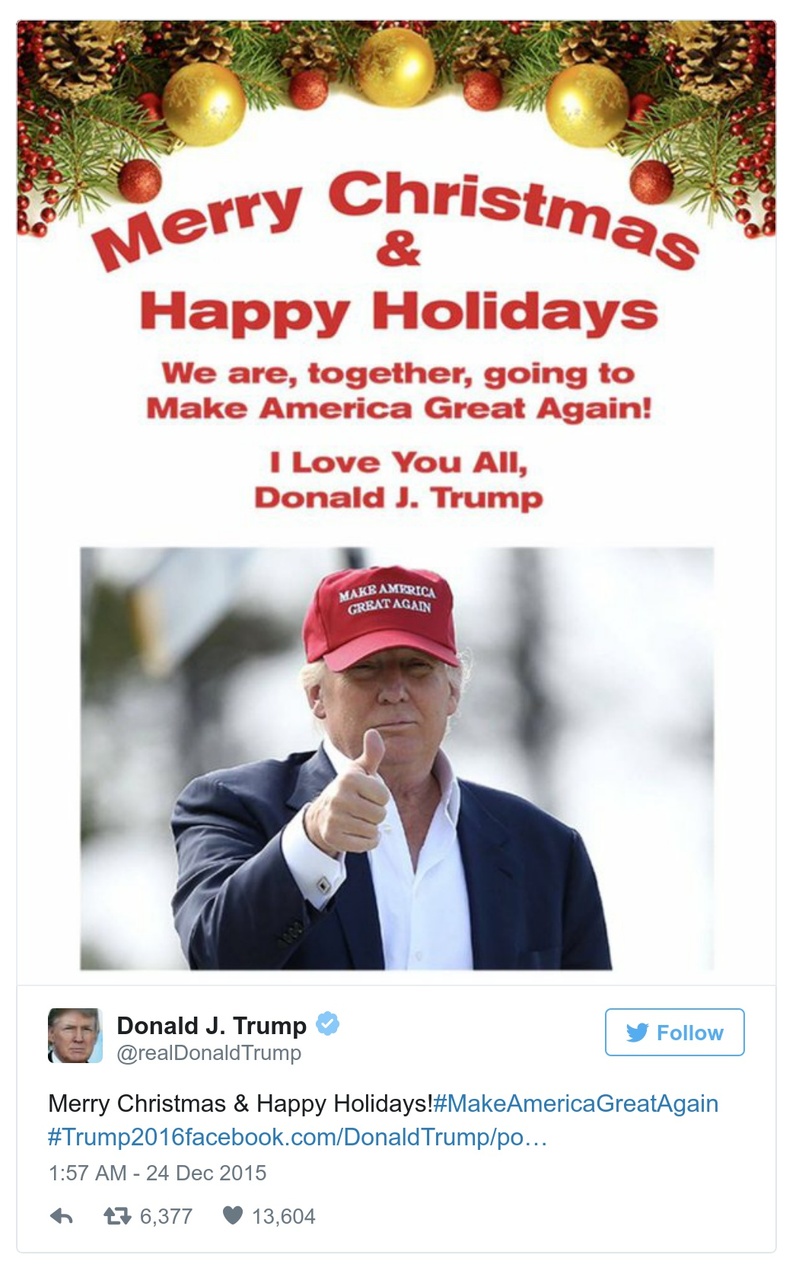 Merry Christmas
&
Happy Holidays
We are, together, going to
Make America Great Again!
I Love You All,
Donald J. Trump
MAKE AMERICA
GREAT AGAIN
Donald J. Trump
@realDonaldTrump
Follow
Merry Christmas & Happy Holidays!#MakeAmericaGreatAgain
#Trump2016facebook.com/DonaldTrump/po…
1:57 AM - 24 Dec 2015
6,377 13,604